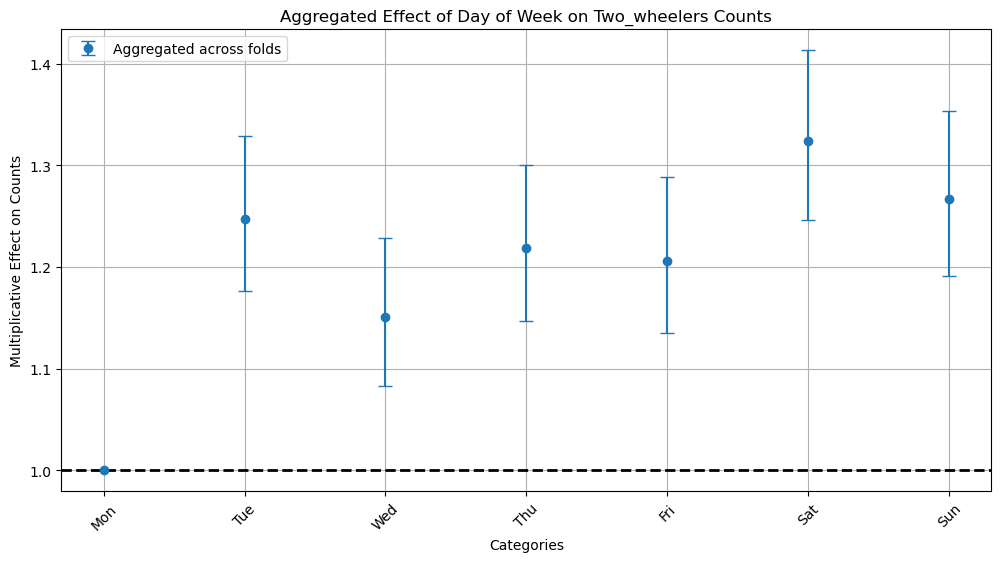 Aggregated Effect of Day of Week on Two_wheelers Counts
Aggregated across folds
Multiplicative Effect on Counts
1.4
1.3
1.2
1.1
1.0
Mon
Tue
Wed
Thu
Fri
Sat
Sun
Categories